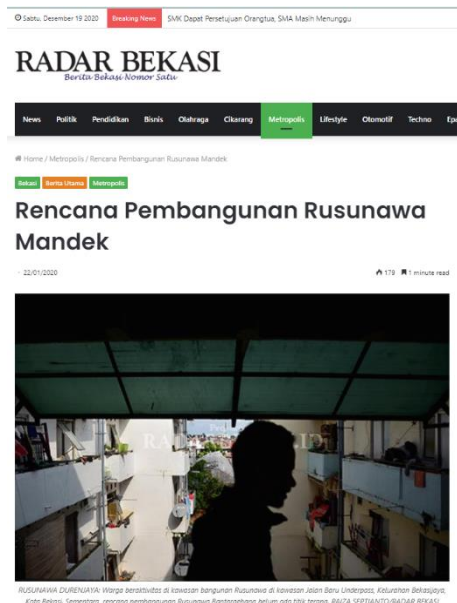 Sabtu, Desember 19 2020
Breaking News
SMK Dapat Persetujuan Orangtua, SMA Masih Menunggu
RADAR BEKASI
Berita Bekasi Nomor Satu
News Politik Pendidikan Bisnis Olahraga Cikarang Metropolis Lifestyle Otomotif Techno Epa
Home / Metropolis / Rencana Pembangunan Rusunawa Mandek
Bekasi Berita Utama Metropolis
Rencana Pembangunan Rusunawa
Mandek
- 22/01/2020
178 1 minute read
RUSUNAWA DURENJAYA: Warga beraktivitas di kawasan bangunan Rusunawa di kawasan Jalan Baru Underpass, Kelurahan Bekasijaya,
Kota Bekasi. Sementara, rencana pembangunan Rusunawa Bantargebang belum ada titik terang. RAIZA SEPTIANTO/RADAR BEKASI